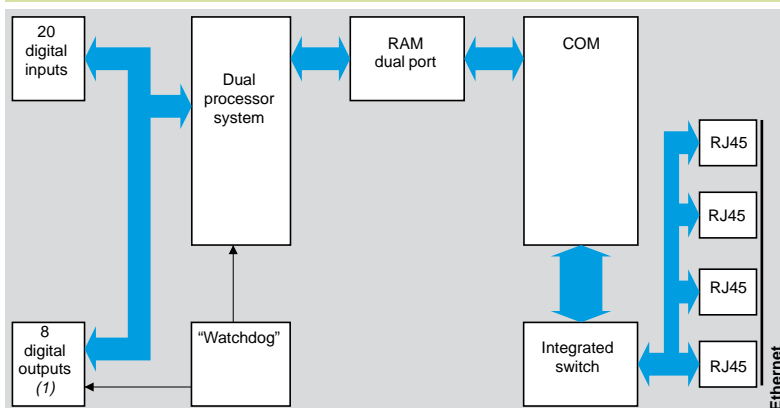 20
digital
inputs
Dual
processor
system
RAM
dual port
COM
RJ45
RJ45
RJ45
RJ45
8
digital
outputs
(1)
“Watchdog”
Integrated
switch
Ethernet